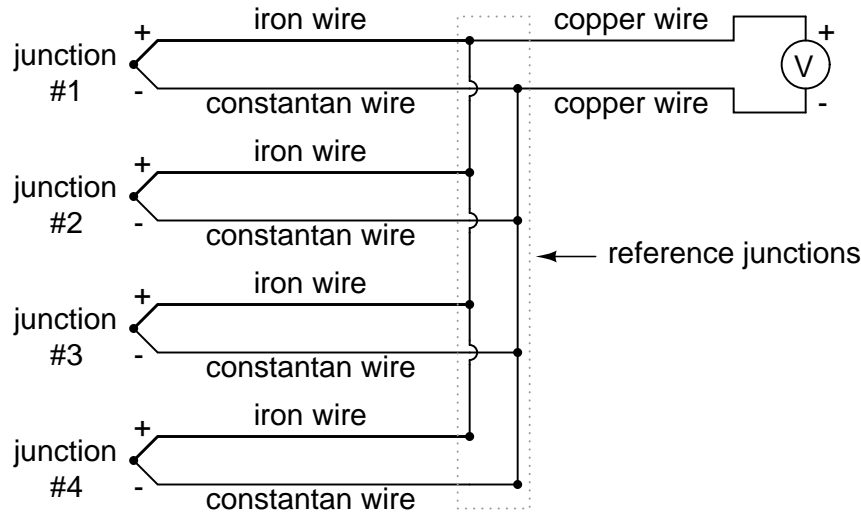 iron wire
copper wire
+
+
junction
#1
V
-
-
constantan wire
copper wire
iron wire
+
junction
#2
-
constantan wire
reference junctions
iron wire
+
junction
#3
-
constantan wire
iron wire
+
junction
#4
-
constantan wire